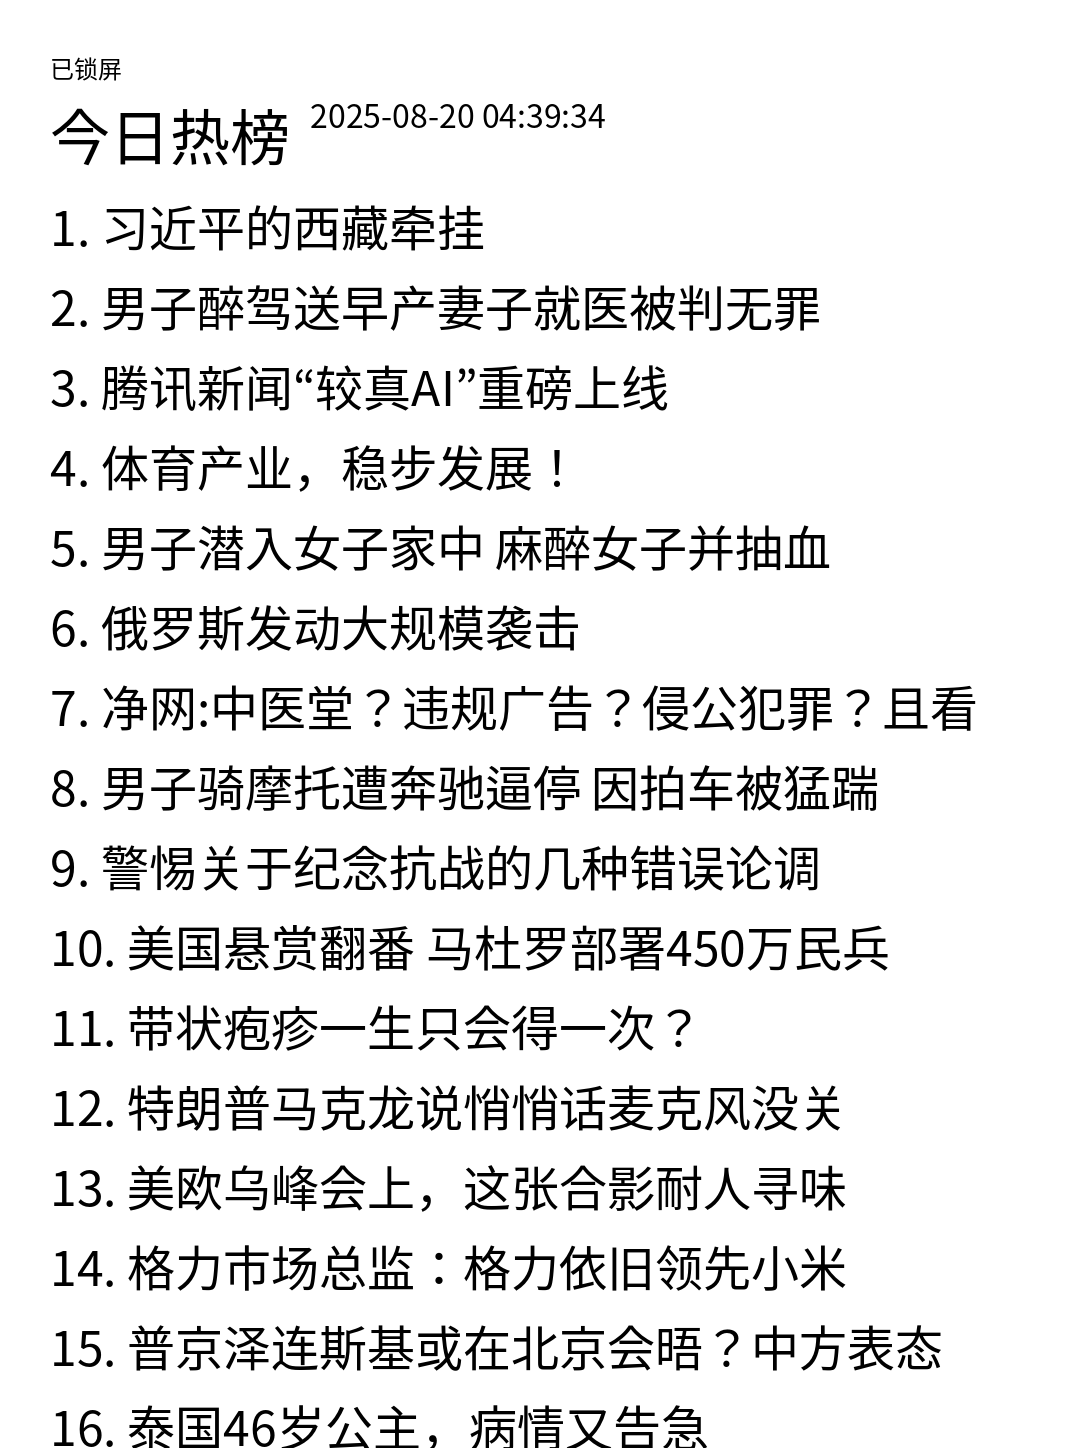 已锁屏
今日热榜 2025-08-20 04:39:34
1. 习近平的西藏牵挂
2. 男子醉驾送早产妻子就医被判无罪
3. 腾讯新闻“较真AI”重磅上线
4. 体育产业，稳步发展！
5. 男子潜入女子家中 麻醉女子并抽血
6. 俄罗斯发动大规模袭击
7. 净网:中医堂？违规广告？侵公犯罪？且看
8. 男子骑摩托遭奔驰逼停 因拍车被猛踹
9. 警惕关于纪念抗战的几种错误论调
10. 美国悬赏翻番 马杜罗部署450万民兵
11. 带状疱疹一生只会得一次？
12. 特朗普马克龙说悄悄话麦克风没关
13. 美欧乌峰会上，这张合影耐人寻味
14. 格力市场总监：格力依旧领先小米
15. 普京泽连斯基或在北京会晤？中方表态
16. 泰国46岁公主，病情又告急